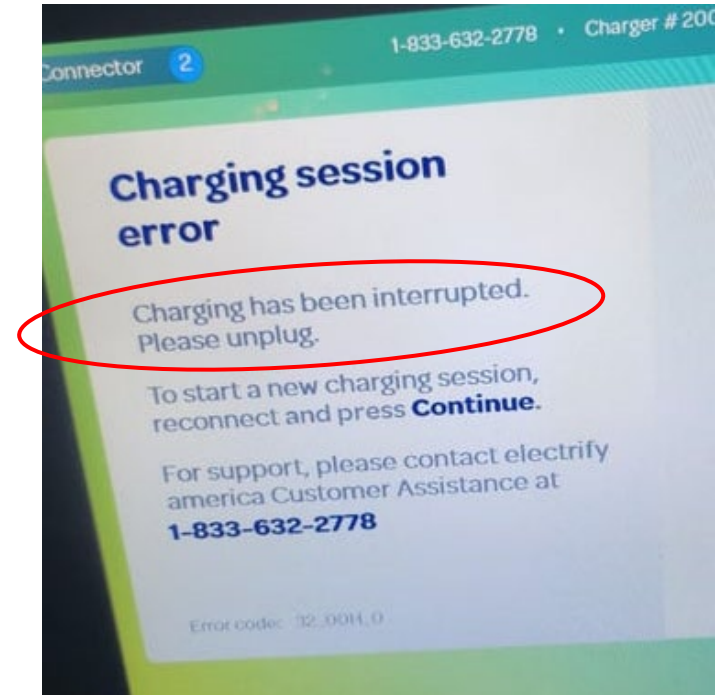 Connector 2 1-833-632-2778 · Charger # 200
Charging session
error
Charging has been interrupted.
Please unplug.
To start a new charging session,
reconnect and press Continue.
For support, please contact electrify
america Customer Assistance at
1-833-632-2778
Error code: